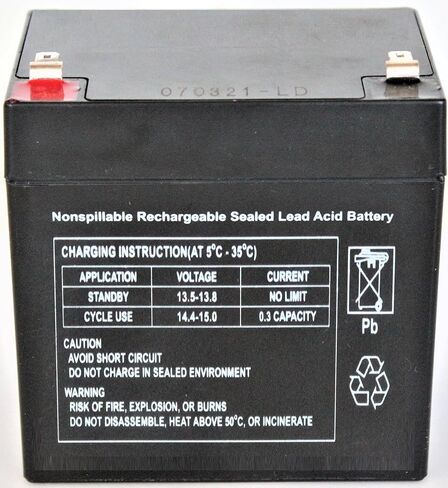 070321-LD
Nonspillable Rechargeable Sealed Lead Acid Battery
CHARGING INSTRUCTION(AT 5°C - 35°C)
APPLICATION VOLTAGE CURRENT
STANDBY 13.5-13.8 NO LIMIT
CYCLE USE 14.4-15.0 0.3 CAPACITY
Pb
CAUTION
AVOID SHORT CIRCUIT
DO NOT CHARGE IN SEALED ENVIRONMENT
WARNING
RISK OF FIRE, EXPLOSION, OR BURNS
DO NOT DISASSEMBLE, HEAT ABOVE 50°C, OR INCINERATE